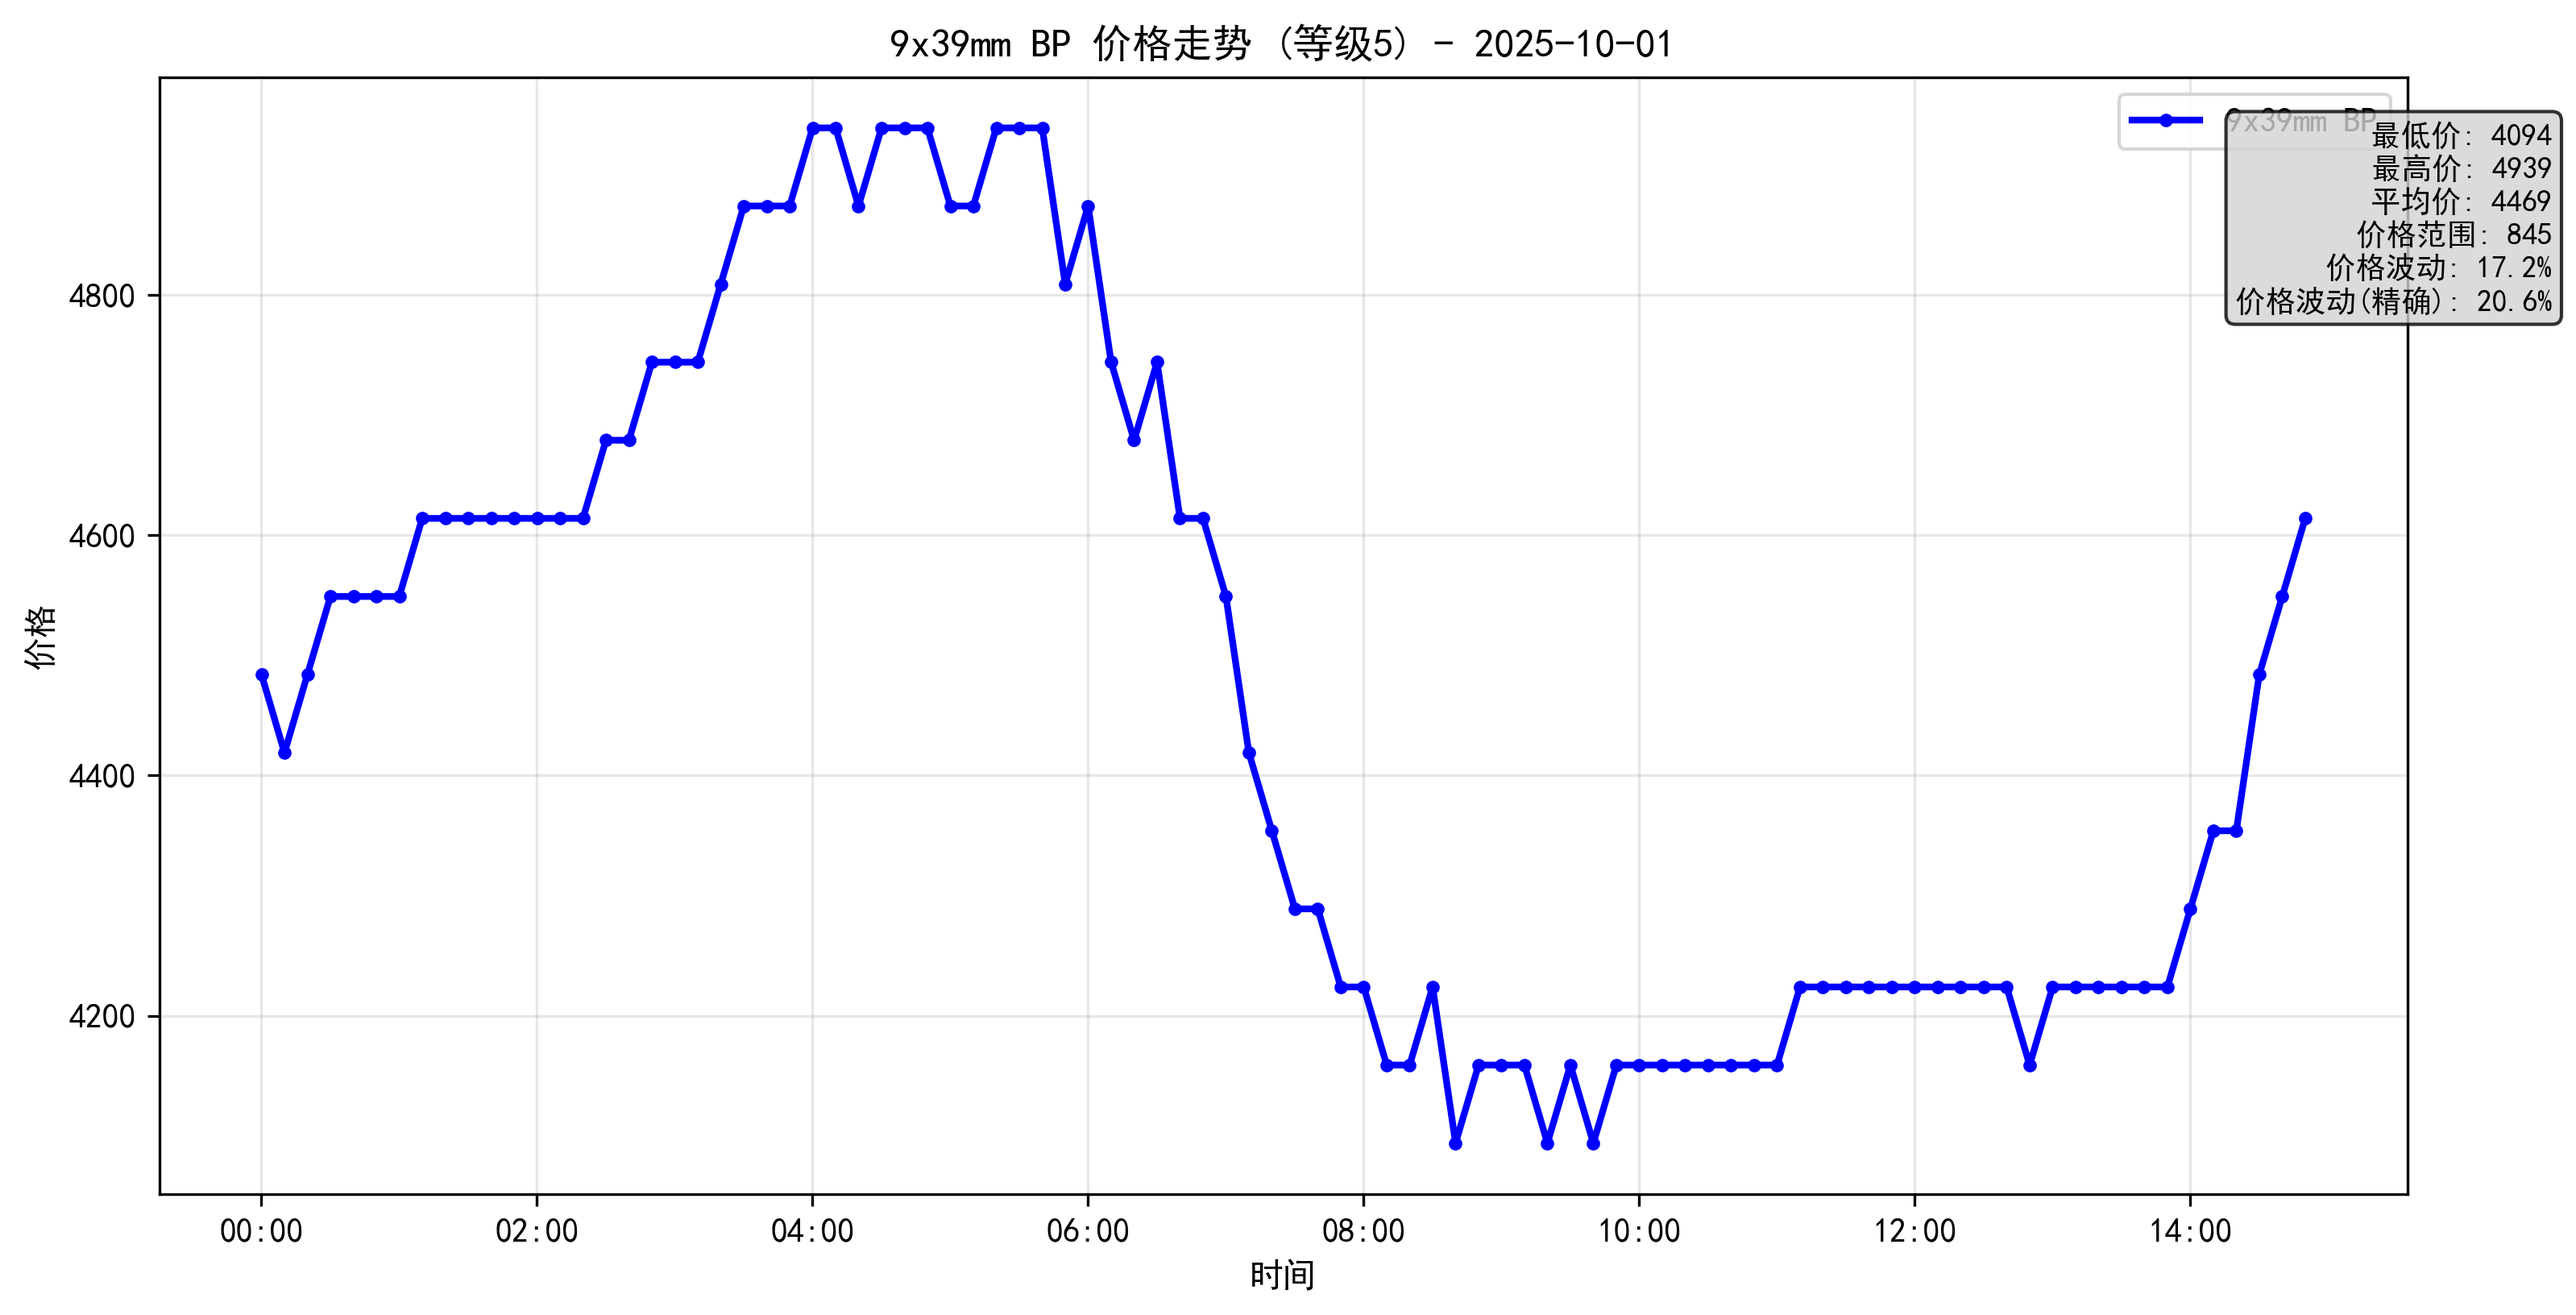 9x39mm BP 价格走势 (等级5) - 2025-10-01
9x39mm BP
最低价: 4094
最高价: 4939
平均价: 4469
价格范围: 845
价格波动: 17.2%
价格波动(精确): 20.6%
价格
4800
4600
4400
4200
00:00 02:00 04:00 06:00 08:00 10:00 12:00 14:00
时间